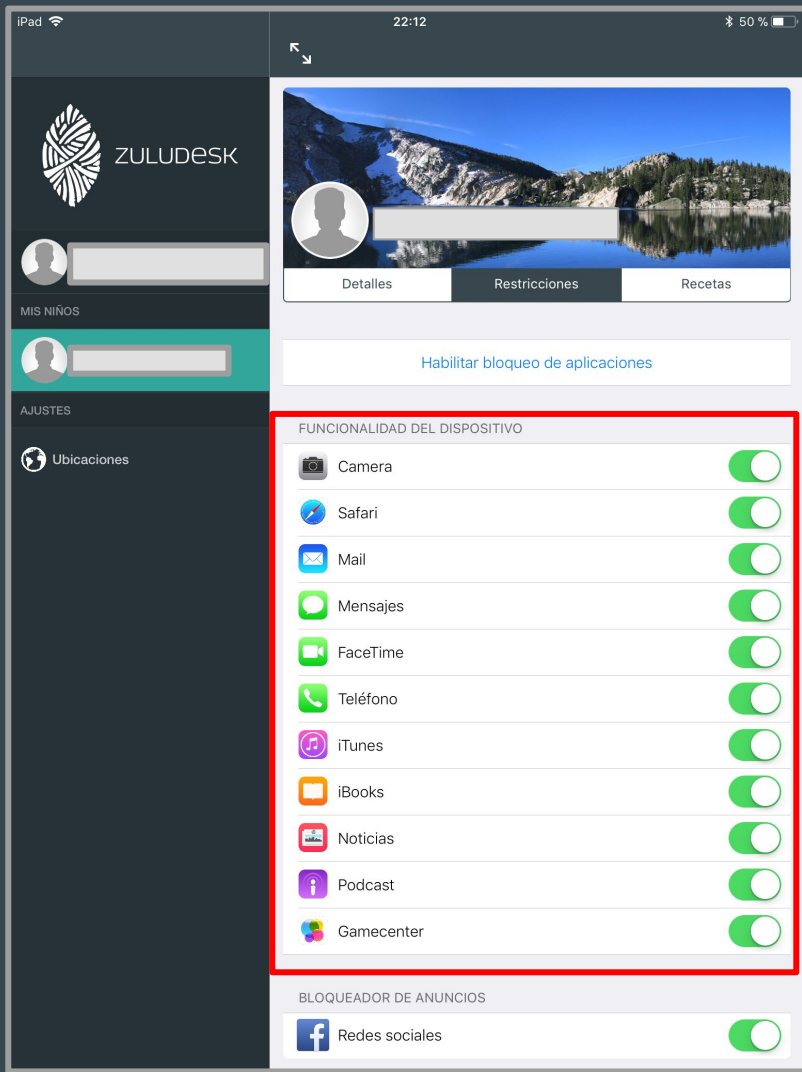 iPad 22:12 50 %
ZULUDESK
Detalles Restricciones Recetas
MIS NIÑOS
Habilitar bloqueo de aplicaciones
AJUSTES
Ubicaciones
FUNCIONALIDAD DEL DISPOSITIVO
Camera
Safari
Mail
Mensajes
FaceTime
Teléfono
iTunes
iBooks
Noticias
Podcast
Gamecenter
BLOQUEADOR DE ANUNCIOS
Redes sociales